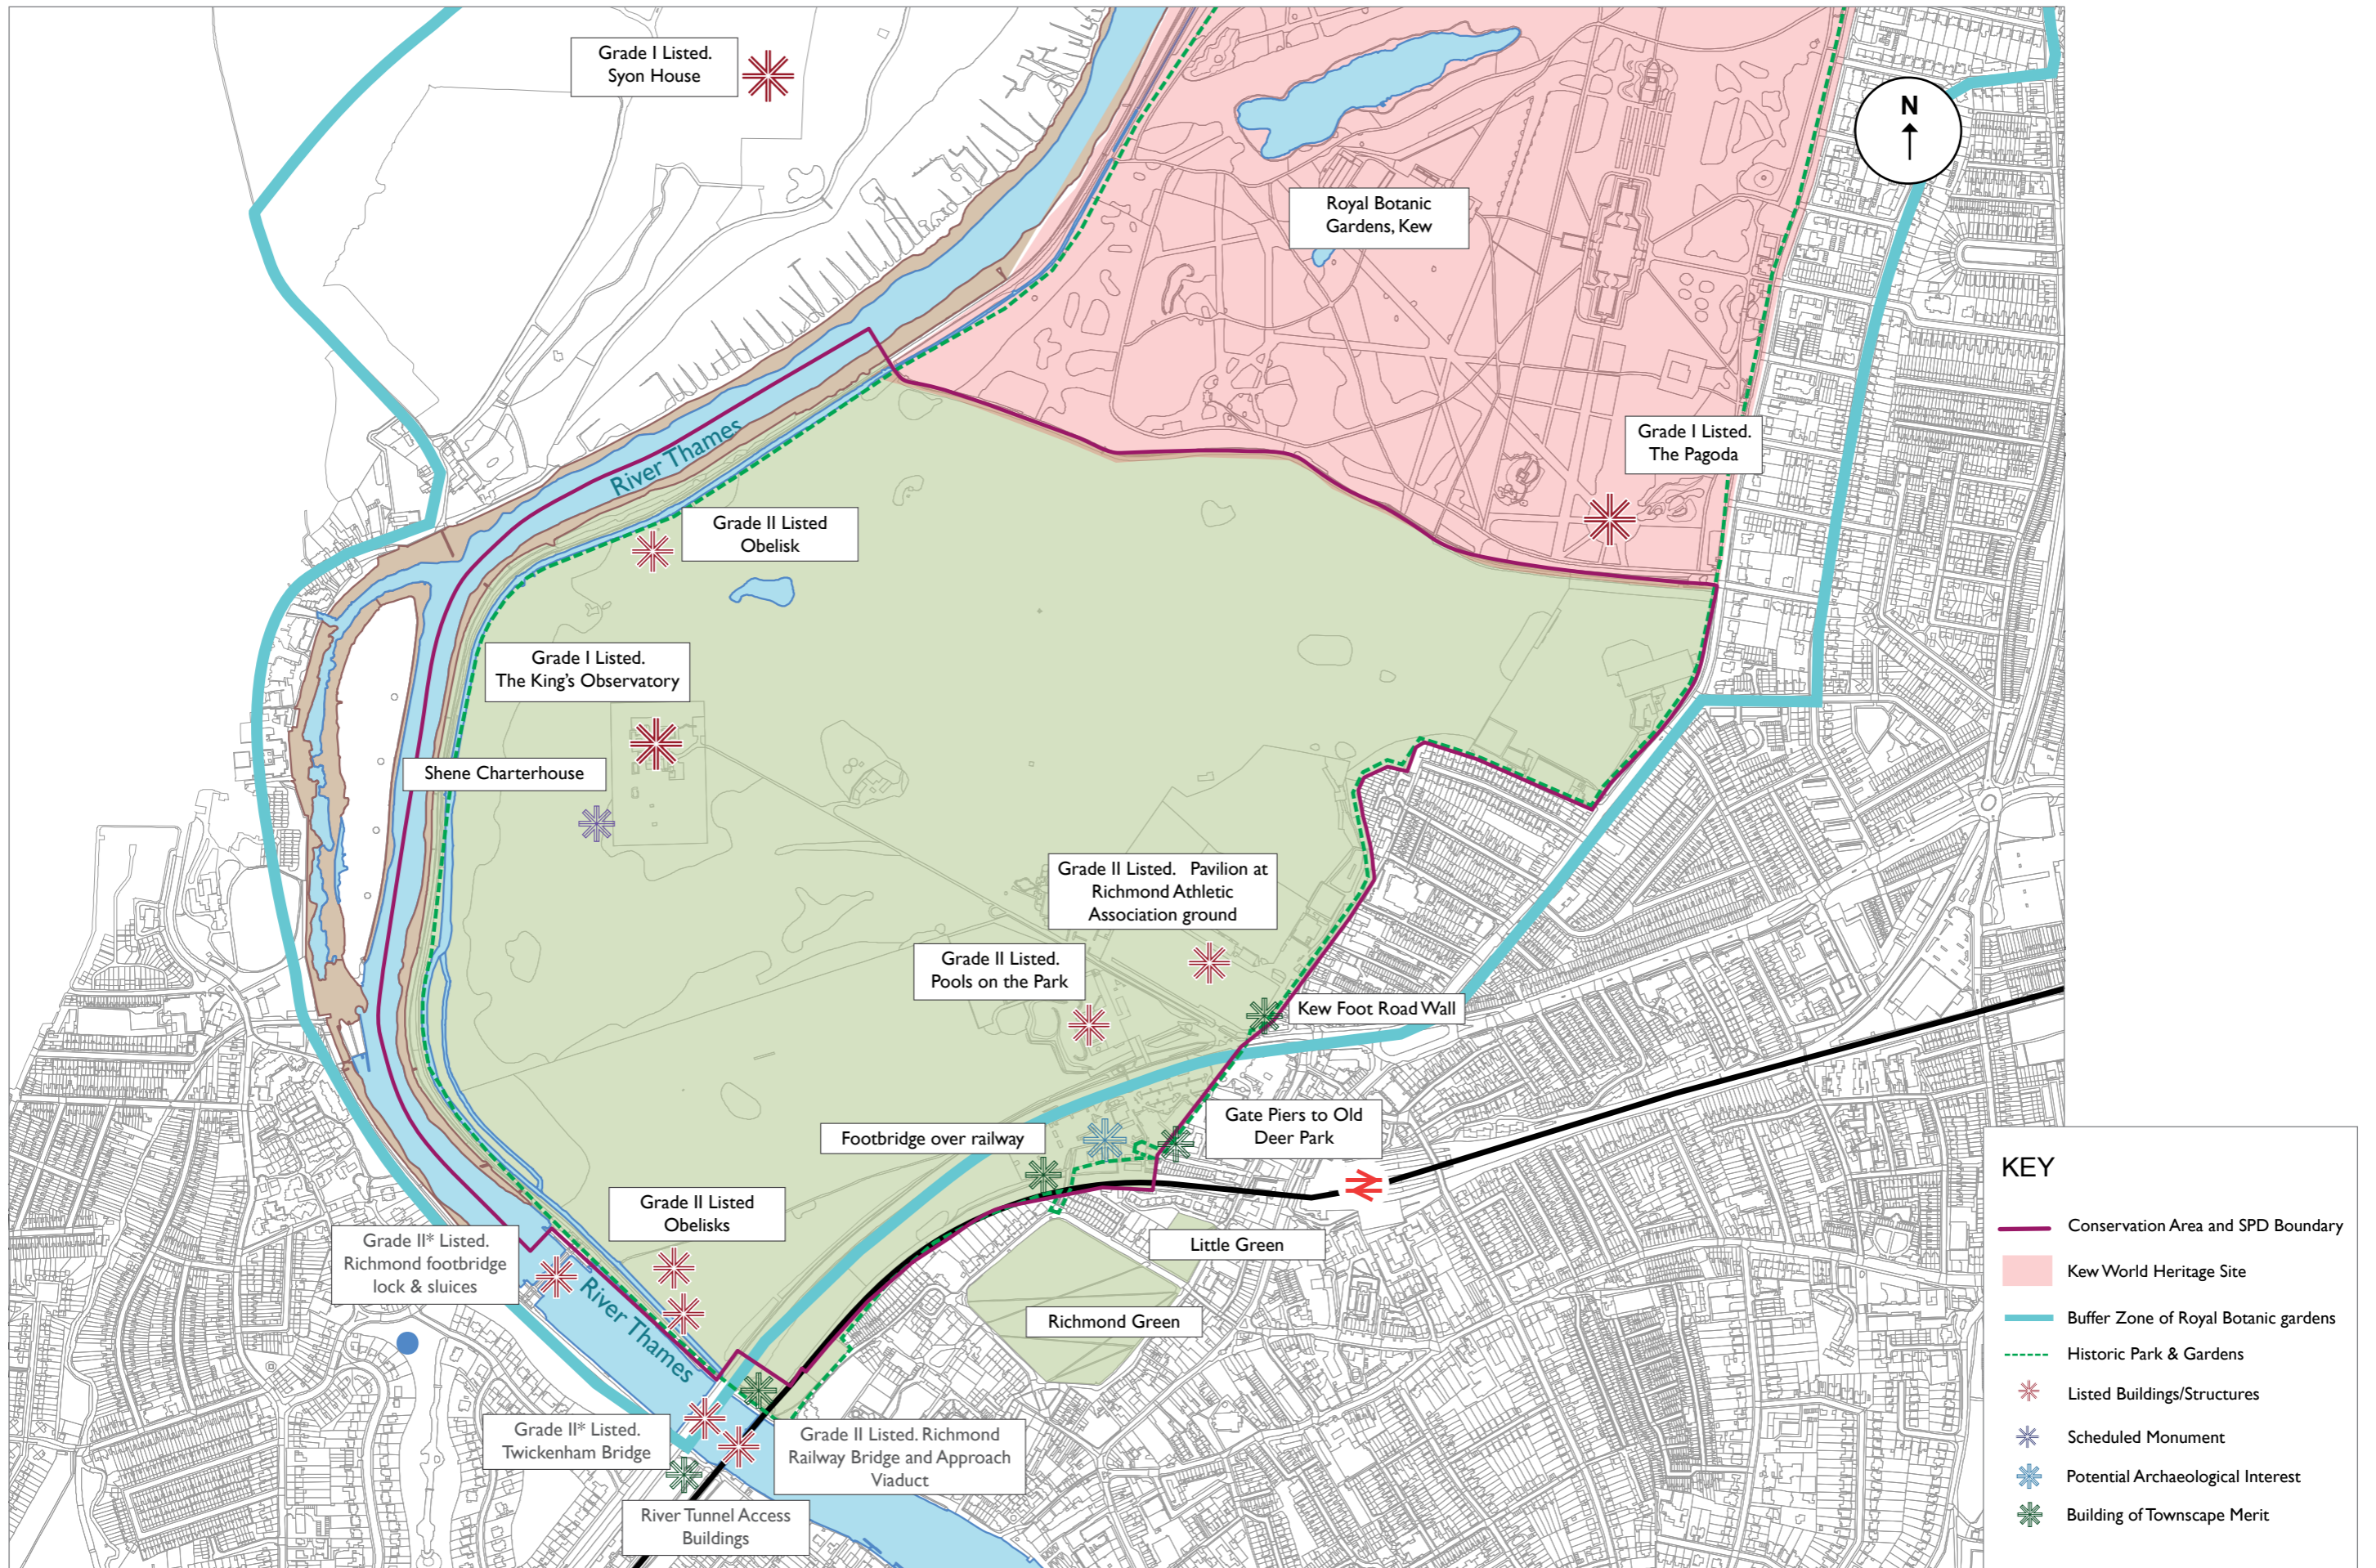 Grade I Listed.
Syon House
N
Royal Botanic
Gardens, Kew
Grade I Listed.
The Pagoda
River Thames
Grade II Listed
Obelisk
Grade I Listed.
The King's Observatory
Shene Charterhouse
Grade II Listed. Pavilion at
Richmond Athletic
Association ground
Grade II Listed.
Pools on the Park
Kew Foot Road Wall
Gate Piers to Old
Deer Park
Footbridge over railway
Grade II Listed
Obelisks
Little Green
Grade II* Listed.
Richmond footbridge
lock & sluices
River Thames
Richmond Green
Grade II* Listed.
Twickenham Bridge
Grade II Listed. Richmond
Railway Bridge and Approach
Viaduct
River Tunnel Access
Buildings
KEY
Conservation Area and SPD Boundary
Kew World Heritage Site
Buffer Zone of Royal Botanic gardens
Historic Park & Gardens
Listed Buildings/Structures
Scheduled Monument
Potential Archaeological Interest
Building of Townscape Merit